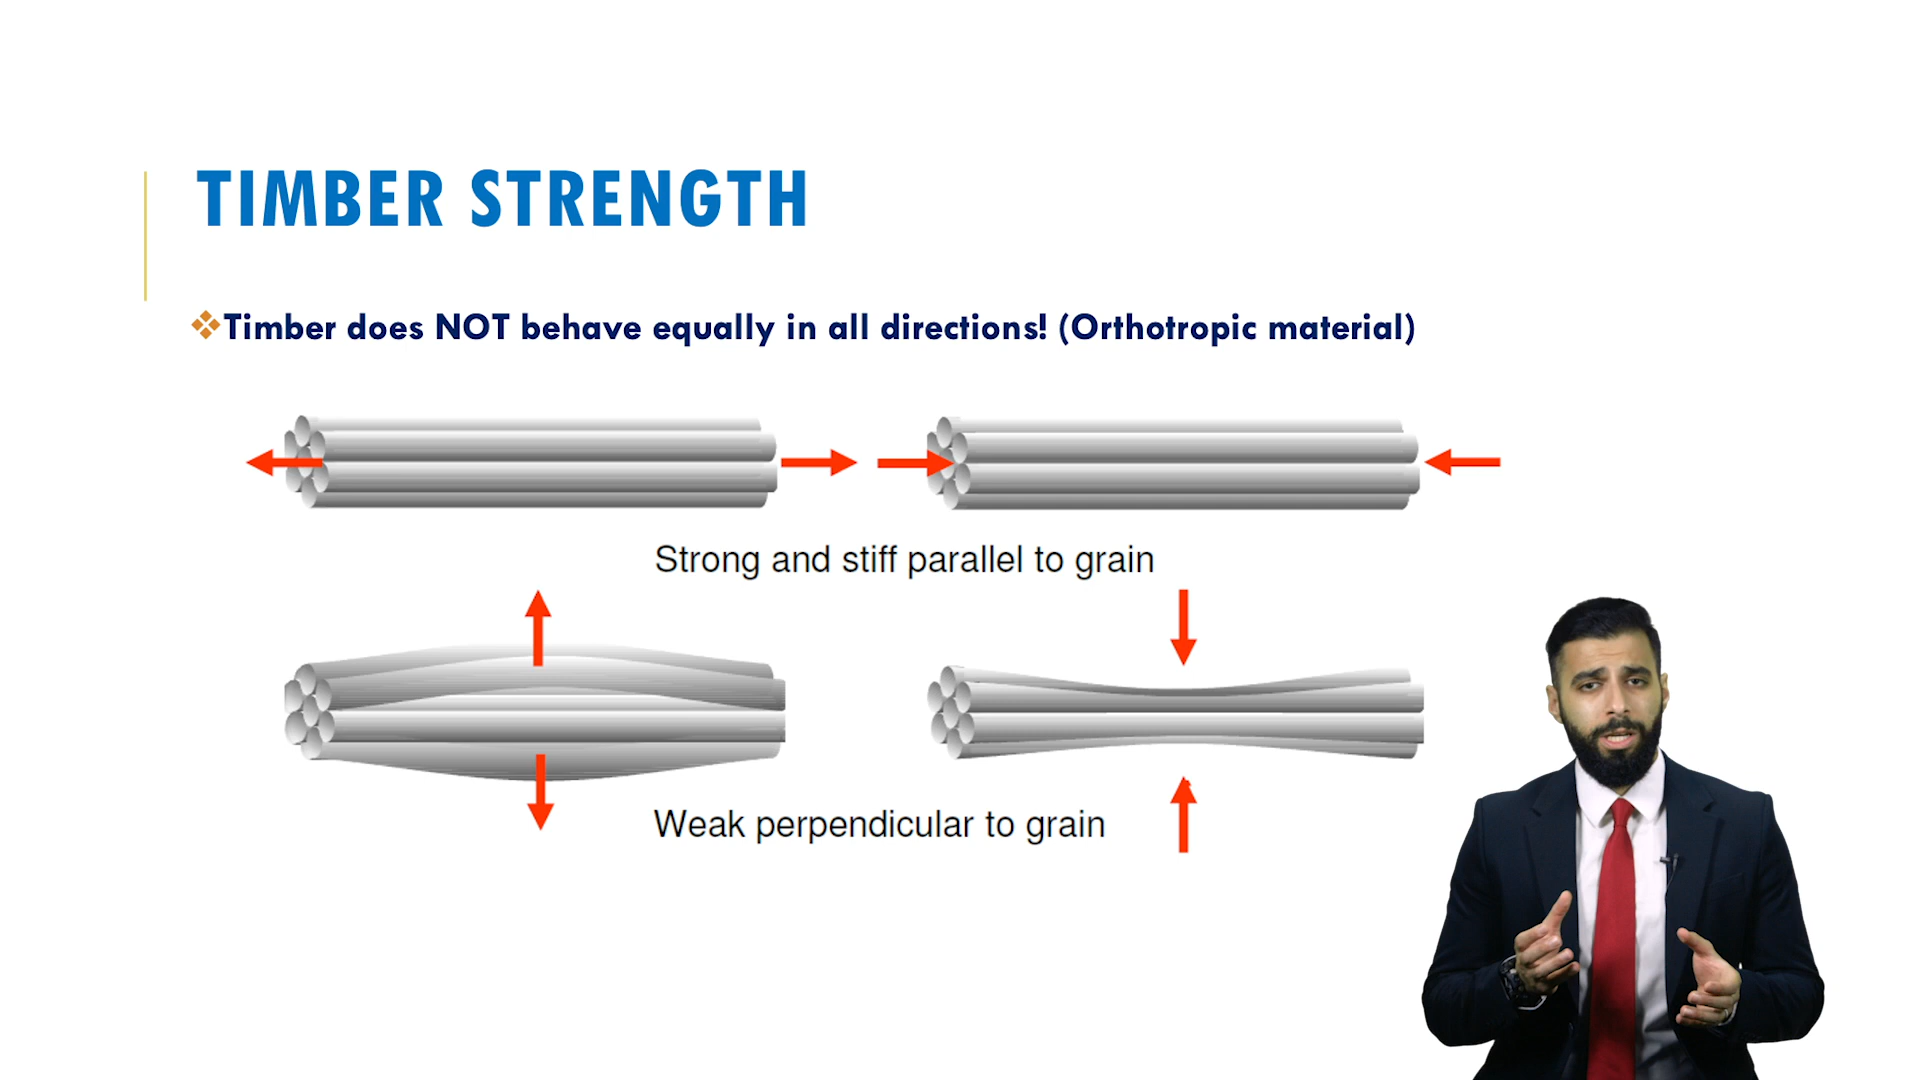 TIMBER STRENGTH
Timber does NOT behave equally in all directions! (Orthotropic material)
Strong and stiff parallel to grain
Weak perpendicular to grain